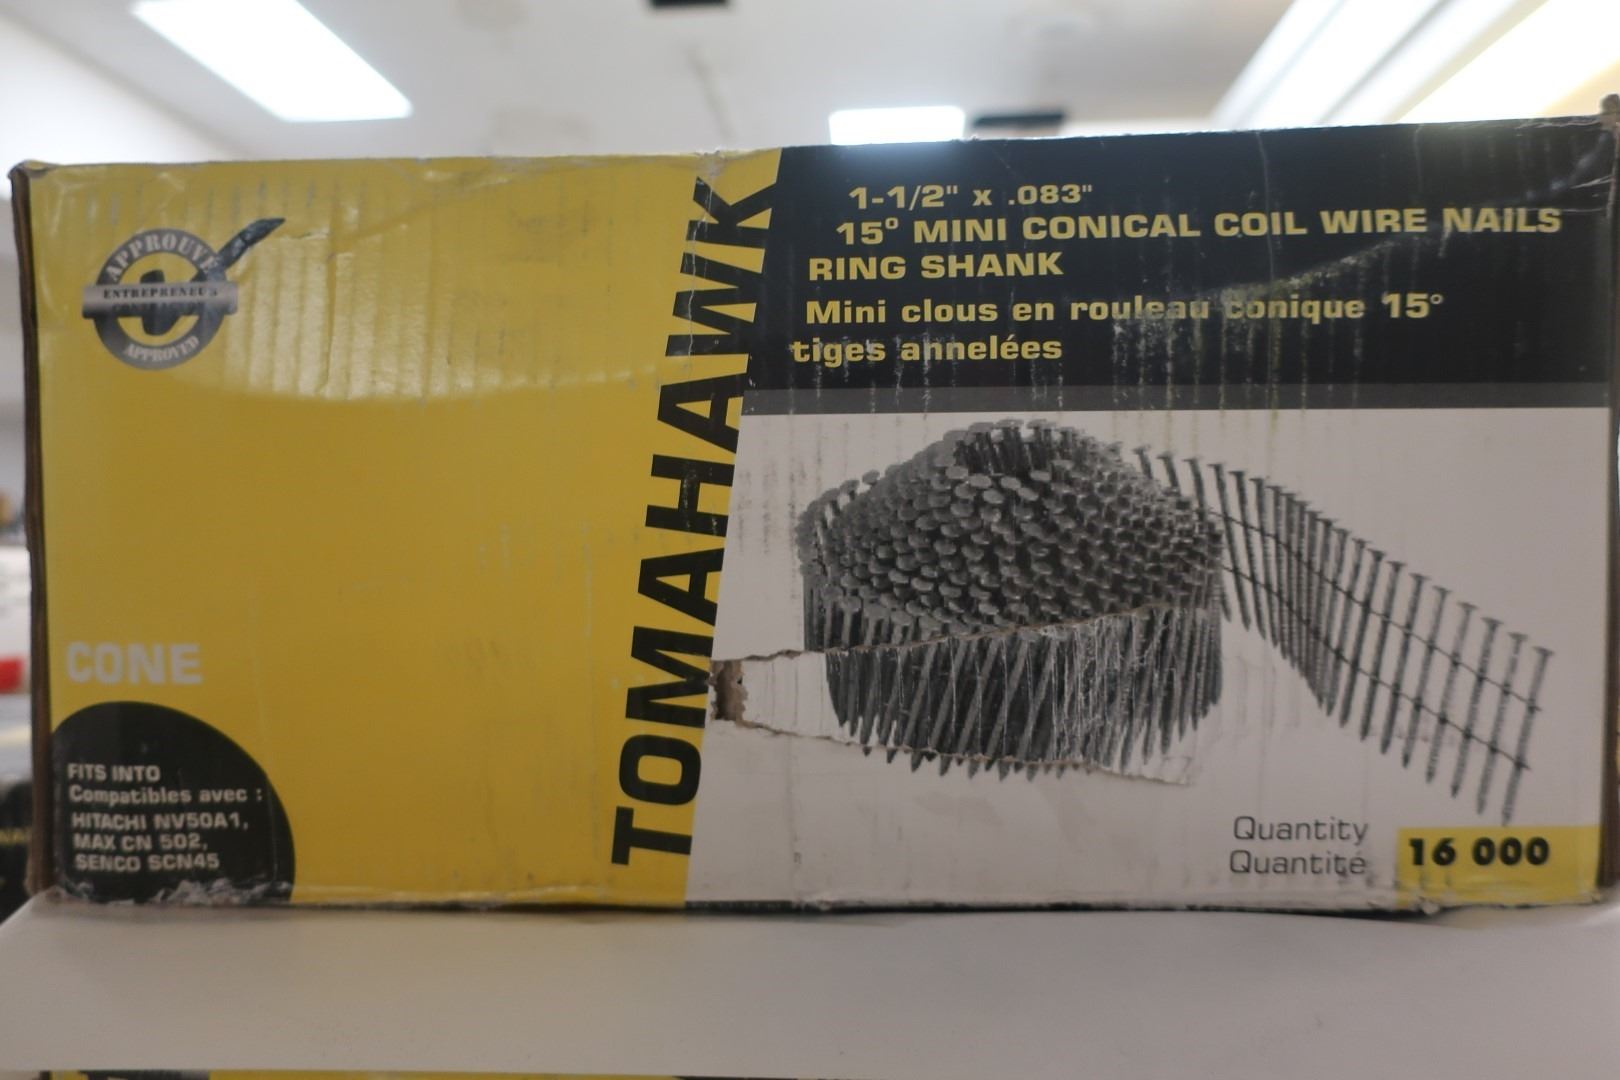 APPROUVÉ
ENTREPRENEUR
CONTRACTOR
APPROVED
TOMAHAWK
1-1/2" x .083"
15° MINI CONICAL COIL WIRE NAILS
RING SHANK
Mini clous en rouleau conique 15°
tiges annelées
CONE
FITS INTO
Compatibles avec :
HITACHI NV50A1,
MAX CN 502,
SENCO SCN45
Quantity
Quantité
16 000